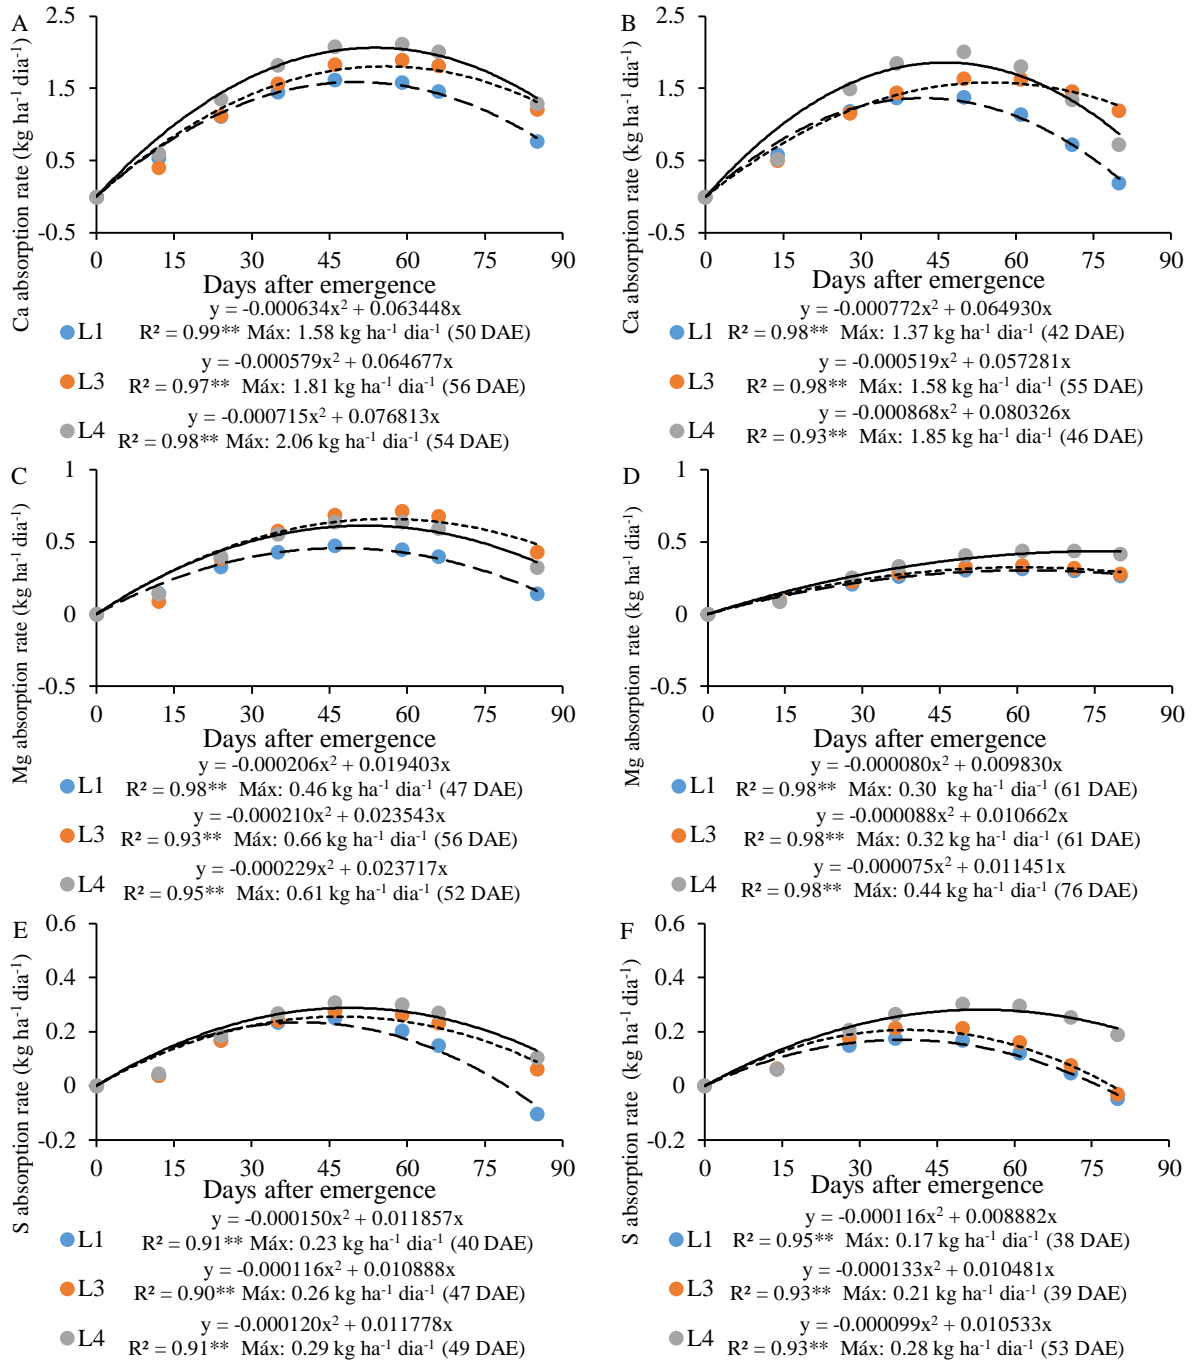 A
Ca absorption rate (kg ha⁻¹ dia⁻¹)
2.5
1.5
0.5
-0.5
0 15 30 45 60 75 90
Days after emergence
y = -0.000634x² + 0.063448x
L1 R² = 0.99** Máx: 1.58 kg ha⁻¹ dia⁻¹ (50 DAE)
y = -0.000579x² + 0.064677x
L3 R² = 0.97** Máx: 1.81 kg ha⁻¹ dia⁻¹ (56 DAE)
y = -0.000715x² + 0.076813x
L4 R² = 0.98** Máx: 2.06 kg ha⁻¹ dia⁻¹ (54 DAE)
B
Ca absorption rate (kg ha⁻¹ dia⁻¹)
2.5
1.5
0.5
-0.5
0 15 30 45 60 75 90
Days after emergence
y = -0.000772x² + 0.064930x
L1 R² = 0.98** Máx: 1.37 kg ha⁻¹ dia⁻¹ (42 DAE)
y = -0.000519x² + 0.057281x
L3 R² = 0.98** Máx: 1.58 kg ha⁻¹ dia⁻¹ (55 DAE)
y = -0.000868x² + 0.080326x
L4 R² = 0.93** Máx: 1.85 kg ha⁻¹ dia⁻¹ (46 DAE)
C
Mg absorption rate (kg ha⁻¹ dia⁻¹)
1
0.5
0
-0.5
0 15 30 45 60 75 90
Days after emergence
y = -0.000206x² + 0.019403x
L1 R² = 0.98** Máx: 0.46 kg ha⁻¹ dia⁻¹ (47 DAE)
y = -0.000210x² + 0.023543x
L3 R² = 0.93** Máx: 0.66 kg ha⁻¹ dia⁻¹ (56 DAE)
y = -0.000229x² + 0.023717x
L4 R² = 0.95** Máx: 0.61 kg ha⁻¹ dia⁻¹ (52 DAE)
D
Mg absorption rate (kg ha⁻¹ dia⁻¹)
1
0.5
0
-0.5
0 15 30 45 60 75 90
Days after emergence
y = -0.000080x² + 0.009830x
L1 R² = 0.98** Máx: 0.30 kg ha⁻¹ dia⁻¹ (61 DAE)
y = -0.000088x² + 0.010662x
L3 R² = 0.98** Máx: 0.32 kg ha⁻¹ dia⁻¹ (61 DAE)
y = -0.000075x² + 0.011451x
L4 R² = 0.98** Máx: 0.44 kg ha⁻¹ dia⁻¹ (76 DAE)
E
S absorption rate (kg ha⁻¹ dia⁻¹)
0.6
0.4
0.2
0
-0.2
0 15 30 45 60 75 90
Days after emergence
y = -0.000150x² + 0.011857x
L1 R² = 0.91** Máx: 0.23 kg ha⁻¹ dia⁻¹ (40 DAE)
y = -0.000116x² + 0.010888x
L3 R² = 0.90** Máx: 0.26 kg ha⁻¹ dia⁻¹ (47 DAE)
y = -0.000120x² + 0.011778x
L4 R² = 0.91** Máx: 0.29 kg ha⁻¹ dia⁻¹ (49 DAE)
F
S absorption rate (kg ha⁻¹ dia⁻¹)
0.6
0.4
0.2
0
-0.2
0 15 30 45 60 75 90
Days after emergence
y = -0.000116x² + 0.008882x
L1 R² = 0.95** Máx: 0.17 kg ha⁻¹ dia⁻¹ (38 DAE)
y = -0.000133x² + 0.010481x
L3 R² = 0.93** Máx: 0.21 kg ha⁻¹ dia⁻¹ (39 DAE)
y = -0.000099x² + 0.010533x
L4 R² = 0.93** Máx: 0.28 kg ha⁻¹ dia⁻¹ (53 DAE)